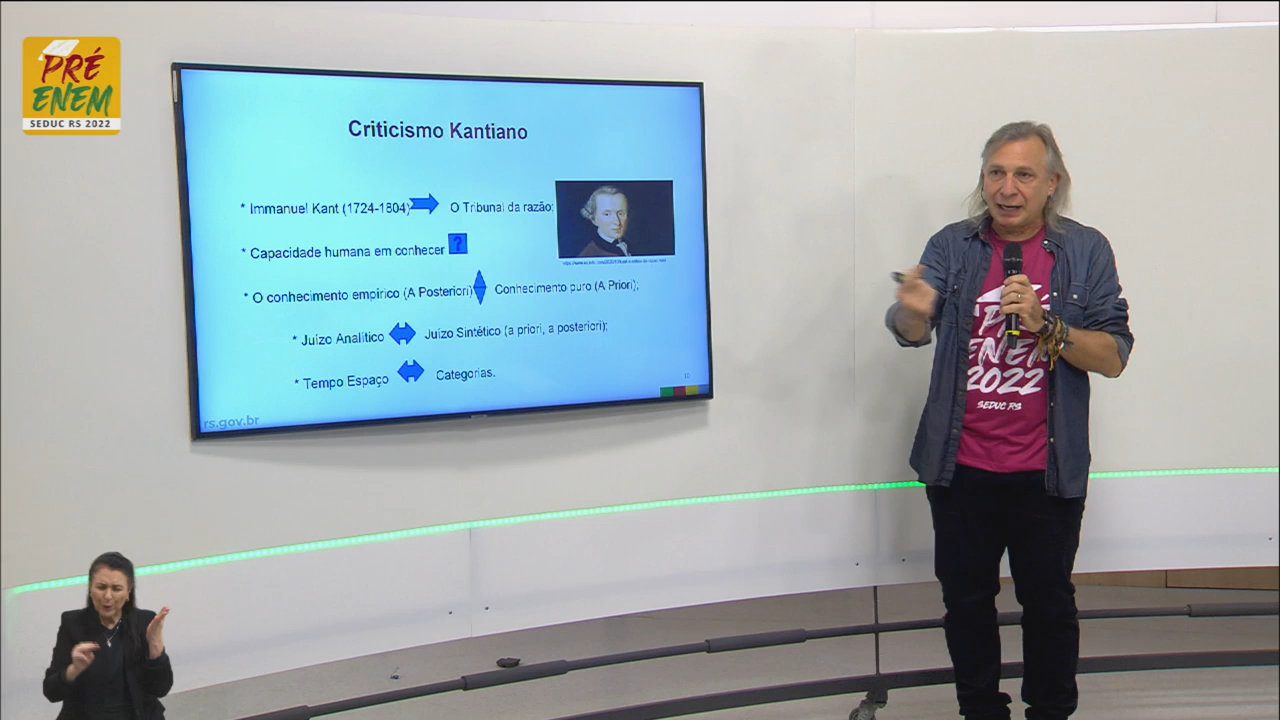 PRÉ
ENEM
SEDUC RS 2022
Criticismo Kantiano
* Immanuel Kant (1724-1804) O Tribunal da razão;
* Capacidade humana em conhecer ?
* O conhecimento empírico (A Posteriori) Conhecimento puro (A Priori);
* Juízo Analítico Juízo Sintético (a priori, a posteriori);
* Tempo Espaço Categorias.
10
rs.gov.br
PRÉ
ENEM
2022
SEDUC RS